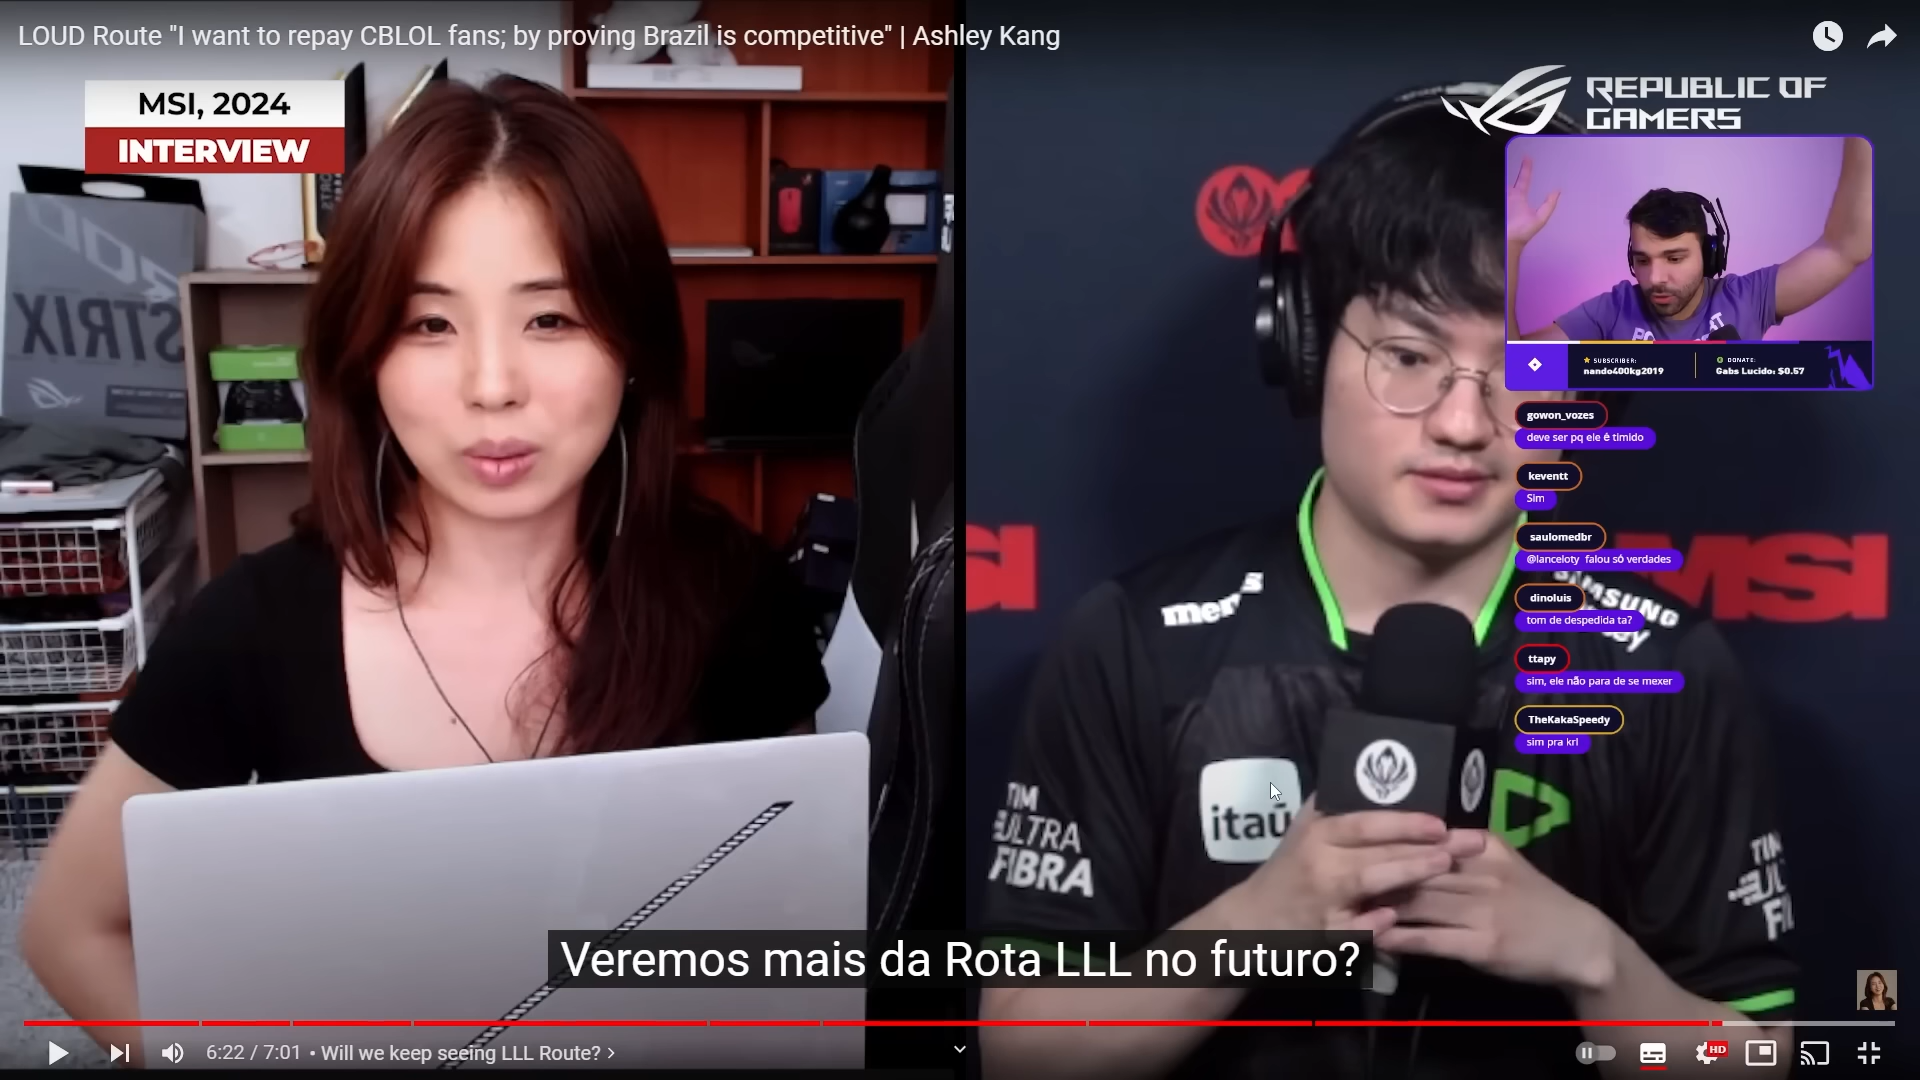 LOUD Route "I want to repay CBLOL fans; by proving Brazil is competitive" | Ashley Kang
MSI, 2024
INTERVIEW
REPUBLIC OF
GAMERS
STRIX
SUBSCRIBER:
nando400kg2019
DONATE:
Gabs Lucido: $0.57
gowon_vozes
deve ser pq ele é timido
keventt
Sim
saulomedbr
@lanceloty falou só verdades
dinoluis
tom de despedida ta?
ttapy
sim, ele não para de se mexer
TheKakaSpeedy
sim pra krl
MSI
SAMSUNG
itaú
TIM
ULTRA
FIBRA
Veremos mais da Rota LLL no futuro?
6:22 / 7:01 • Will we keep seeing LLL Route? >
HD